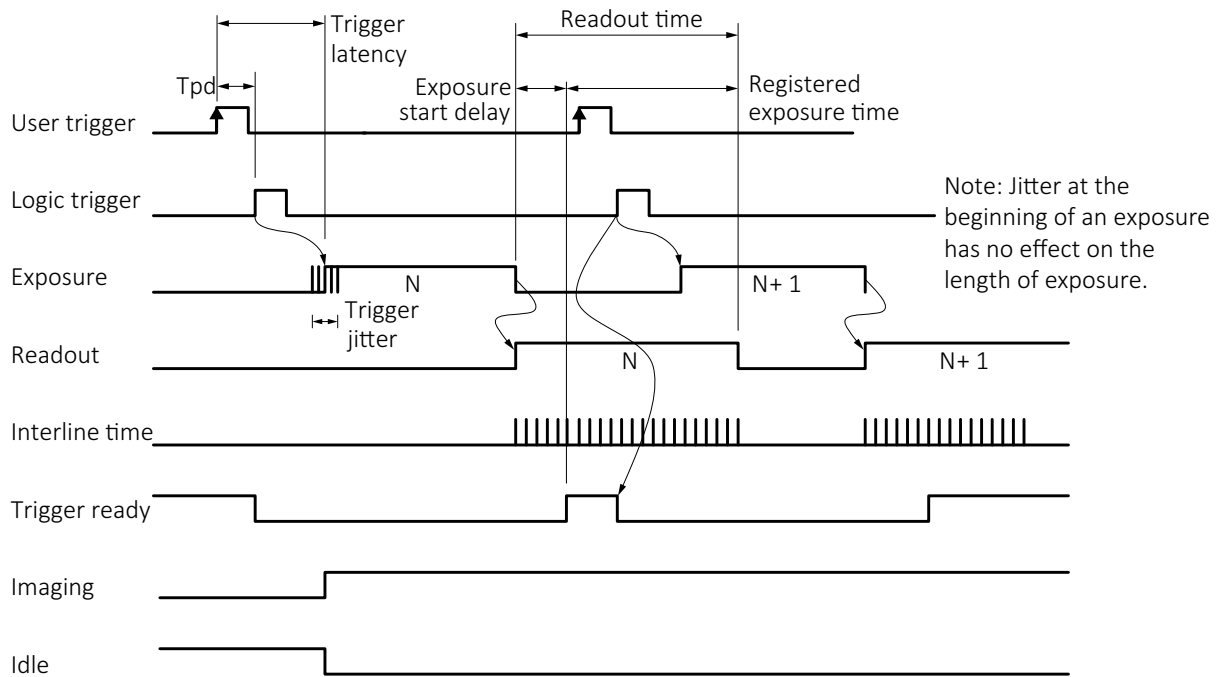 Trigger
latency
Readout time
Tpd
Exposure
start delay
Registered
exposure time
User trigger
Logic trigger
Note: Jitter at the
beginning of an exposure
has no effect on the
length of exposure.
Exposure
N
N+ 1
Trigger
jitter
Readout
N
N+ 1
Interline time
Trigger ready
Imaging
Idle